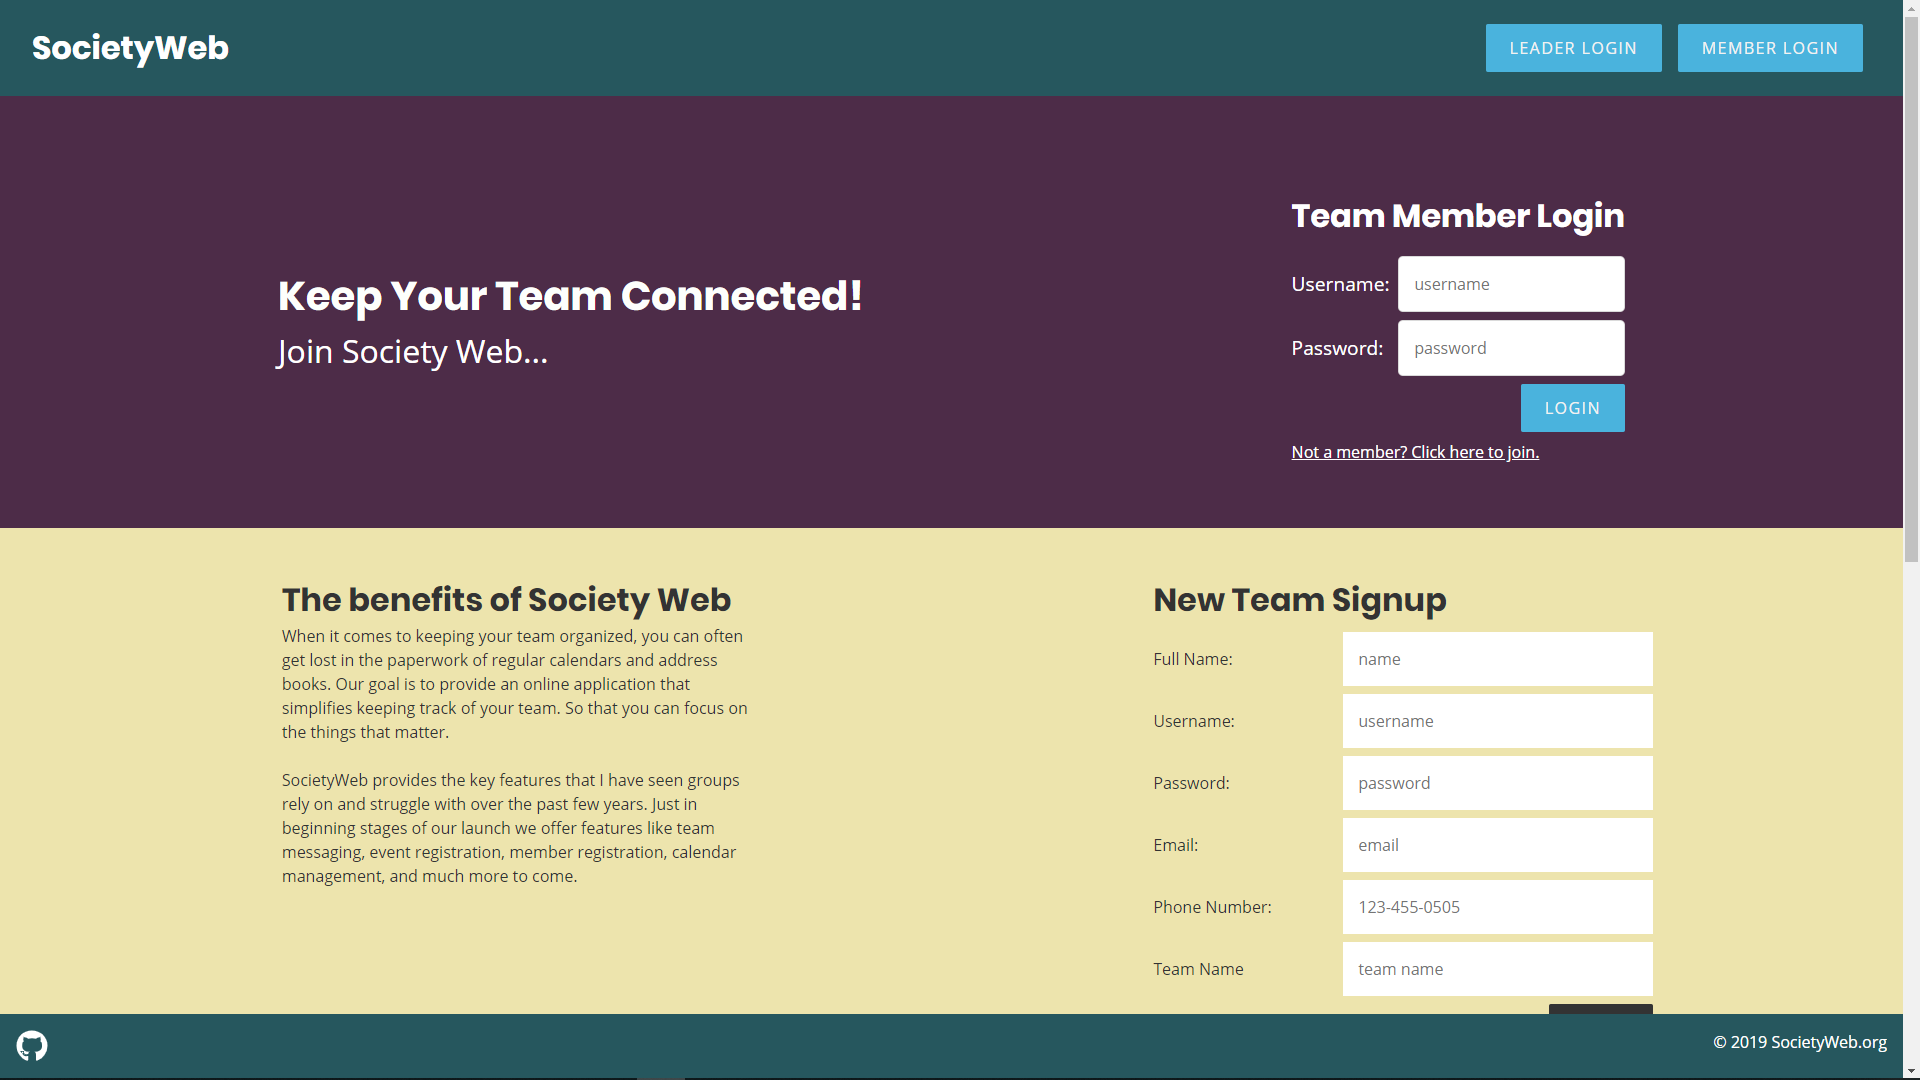 SocietyWeb
LEADER LOGIN
MEMBER LOGIN
Keep Your Team Connected!
Join Society Web...
Team Member Login
Username:
username
Password:
password
LOGIN
Not a member? Click here to join.
The benefits of Society Web
When it comes to keeping your team organized, you can often
get lost in the paperwork of regular calendars and address
books. Our goal is to provide an online application that
simplifies keeping track of your team. So that you can focus on
the things that matter.
SocietyWeb provides the key features that I have seen groups
rely on and struggle with over the past few years. Just in
beginning stages of our launch we offer features like team
messaging, event registration, member registration, calendar
management, and much more to come.
New Team Signup
Full Name:
name
Username:
username
Password:
password
Email:
email
Phone Number:
123-455-0505
Team Name
team name
© 2019 SocietyWeb.org